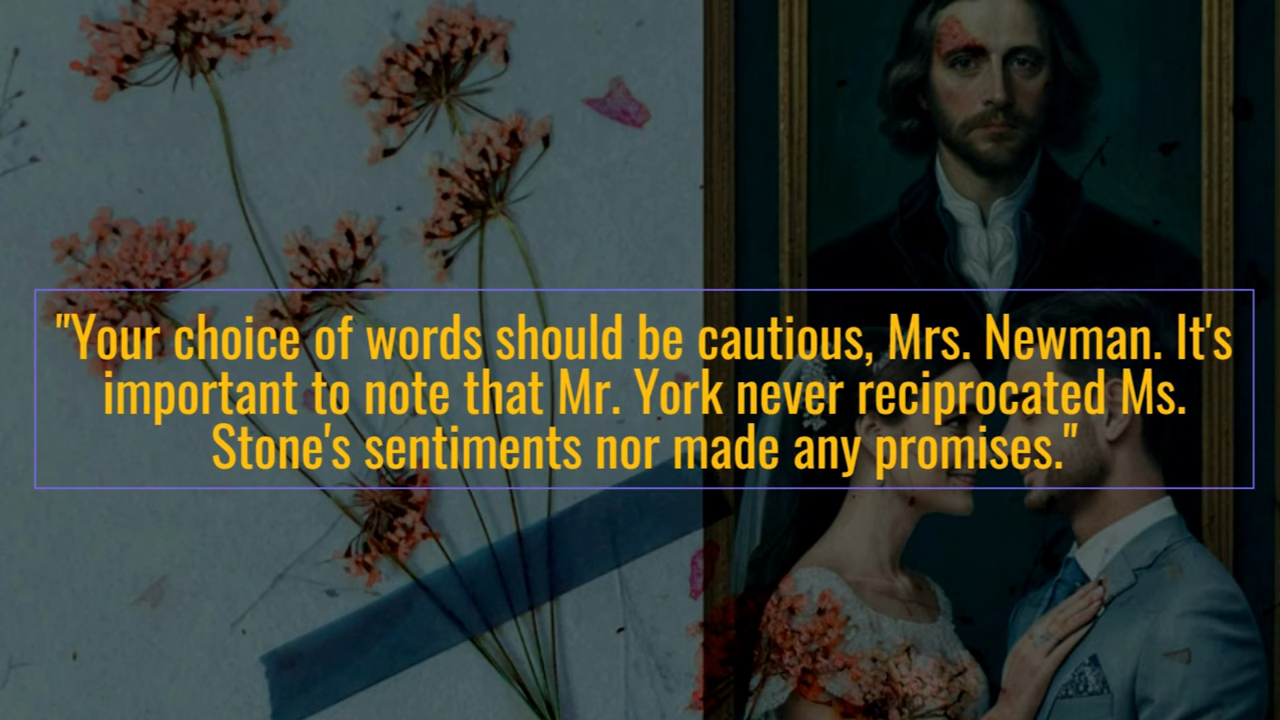 "Your choice of words should be cautious, Mrs. Newman. It's
important to note that Mr. York never reciprocated Ms.
Stone's sentiments nor made any promises."